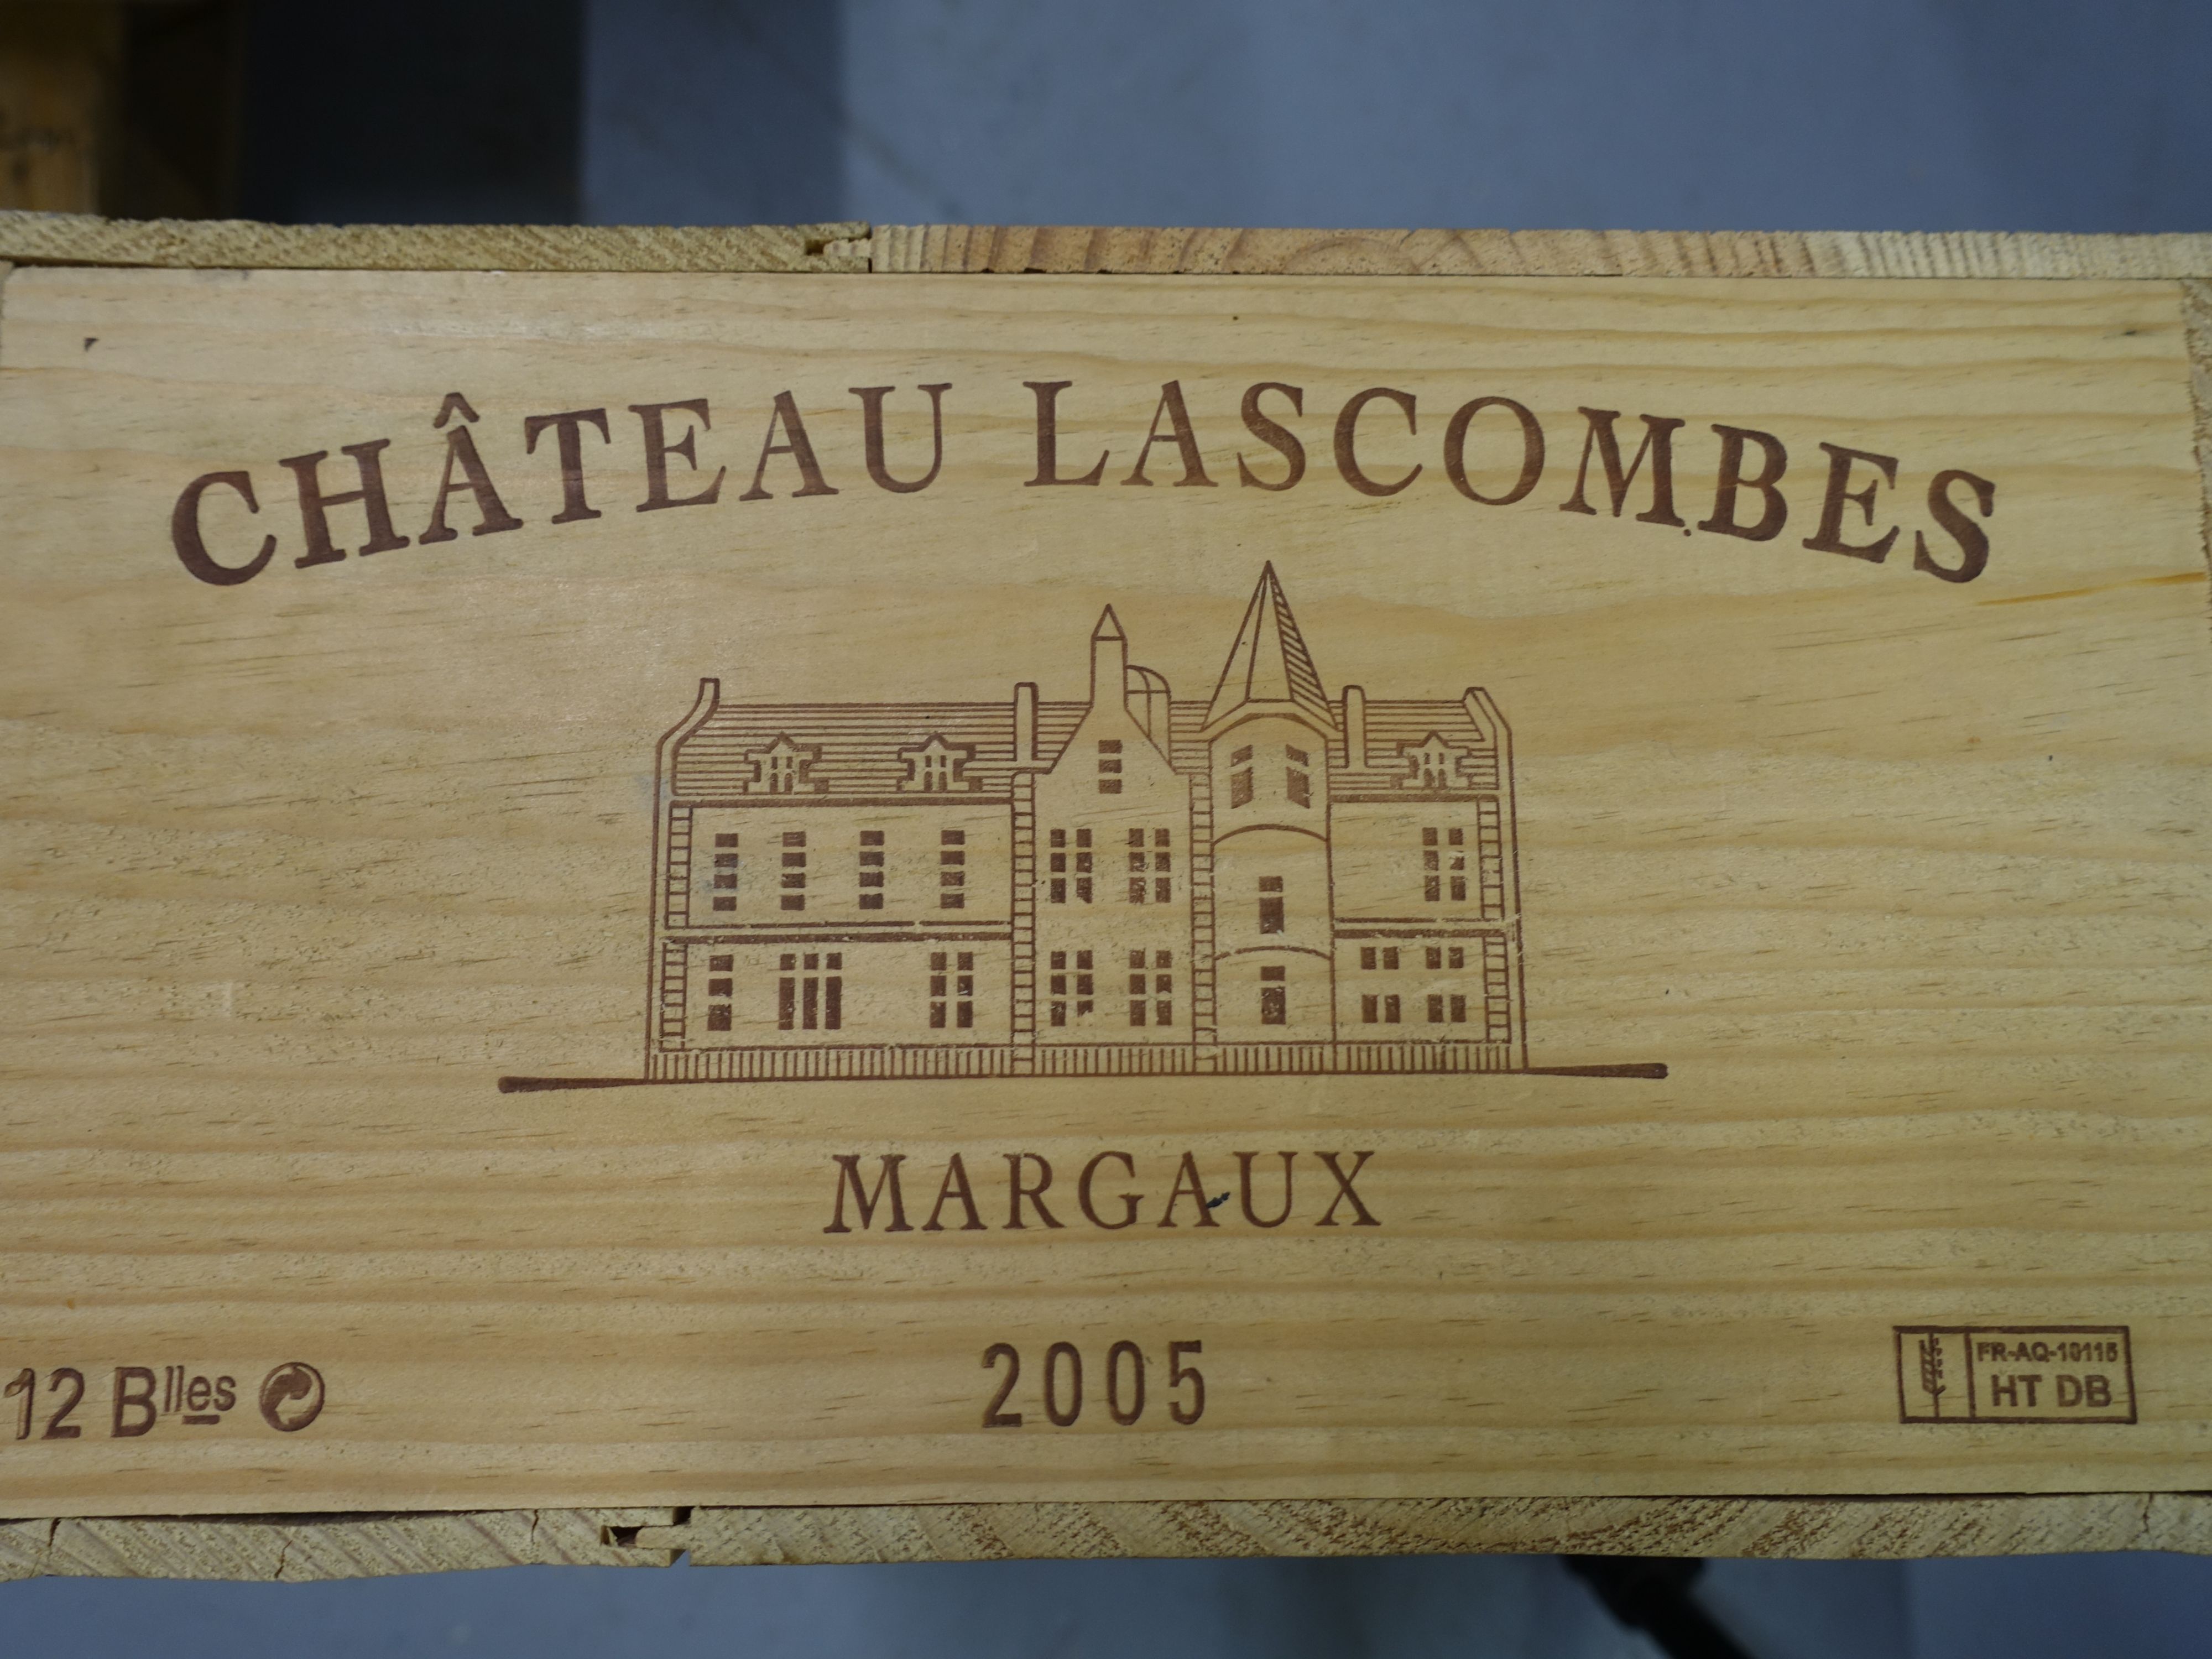 CHÂTEAU LASCOMBES
MARGAUX
12 Blles
2005
FR-AQ-10115
HT DB